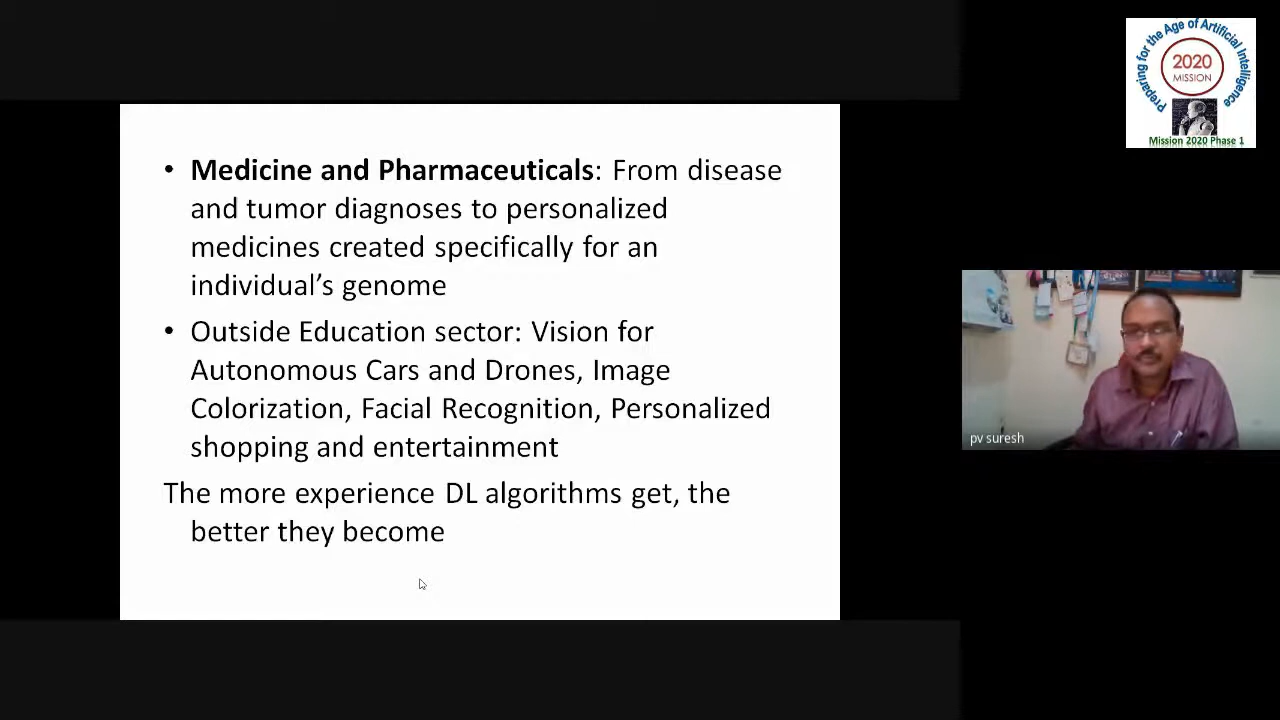 • Medicine and Pharmaceuticals: From disease
and tumor diagnoses to personalized
medicines created specifically for an
individual’s genome
• Outside Education sector: Vision for
Autonomous Cars and Drones, Image
Colorization, Facial Recognition, Personalized
shopping and entertainment
The more experience DL algorithms get, the
better they become
Preparing for the Age of Artificial Intelligence
2020
MISSION
Mission 2020 Phase 1
pv suresh